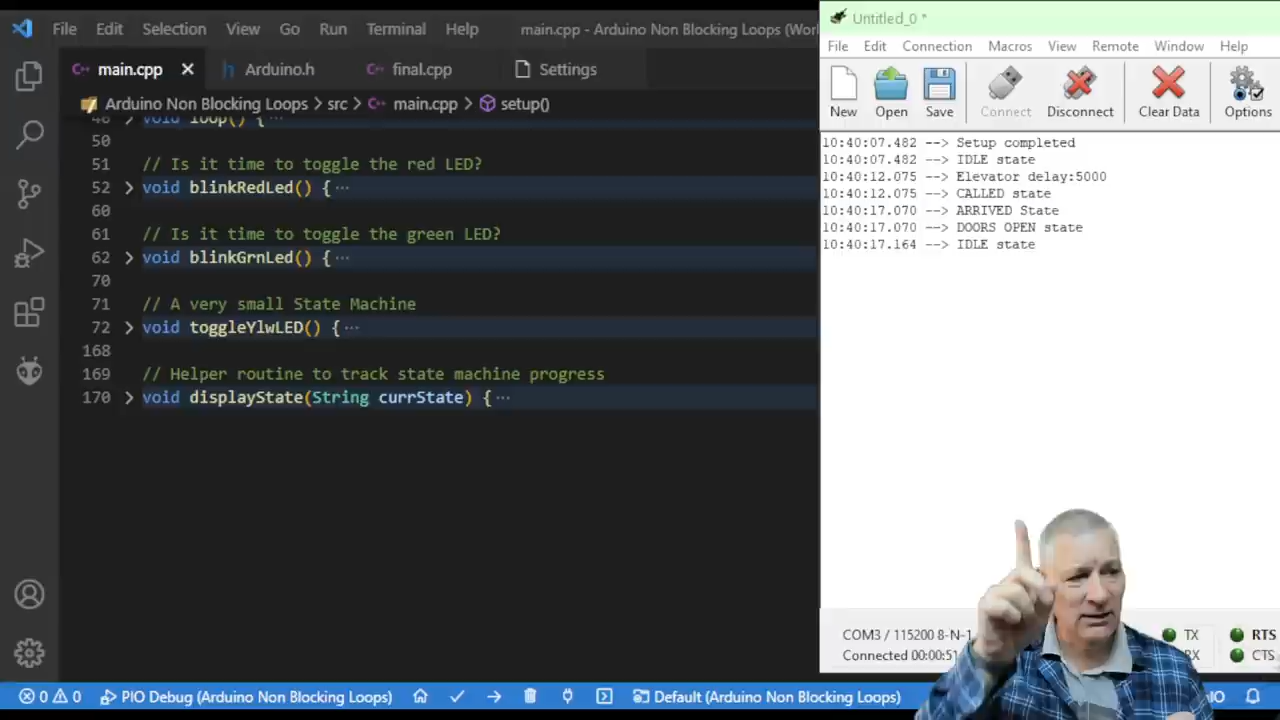 File Edit Selection View Go Run Terminal Help main.cpp - Arduino Non Blocking Loops (Wor
main.cpp Arduino.h final.cpp Settings
Arduino Non Blocking Loops > src > main.cpp > setup()
46 void loop() {
50
51 // Is it time to toggle the red LED?
52 void blinkRedLed() { ···
60
61 // Is it time to toggle the green LED?
62 void blinkGrnLed() { ···
70
71 // A very small State Machine
72 void toggleYlwLED() { ···
168
169 // Helper routine to track state machine progress
170 void displayState(String currState) { ···
0 0 PIO Debug (Arduino Non Blocking Loops) Default (Arduino Non Blocking Loops) IO
Untitled_0 *
File Edit Connection Macros View Remote Window Help
New Open Save Connect Disconnect Clear Data Options
10:40:07.482 --> Setup completed
10:40:07.482 --> IDLE state
10:40:12.075 --> Elevator delay:5000
10:40:12.075 --> CALLED state
10:40:17.070 --> ARRIVED State
10:40:17.070 --> DOORS OPEN state
10:40:17.164 --> IDLE state
COM3 / 115200 8-N-1 TX RTS
Connected 00:00:51 RX CTS